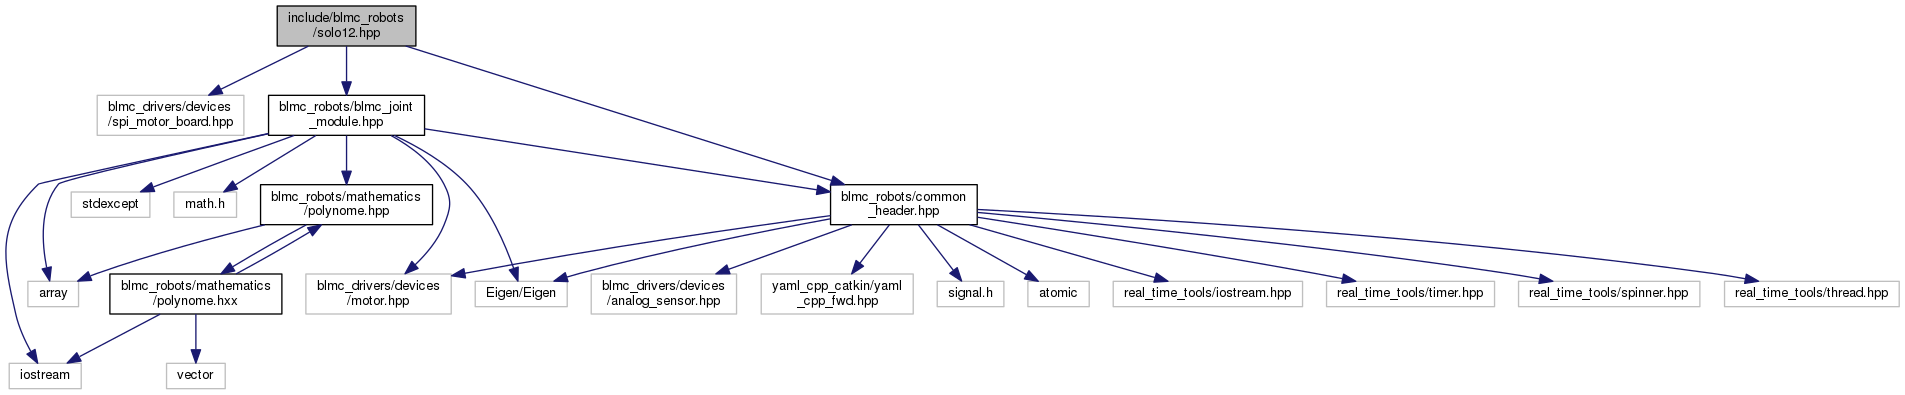 include/blmc_robots
/solo12.hpp
blmc_drivers/devices
/spi_motor_board.hpp
blmc_robots/blmc_joint
_module.hpp
stdexcept
math.h
blmc_robots/mathematics
/polynome.hpp
blmc_robots/common
_header.hpp
array
blmc_robots/mathematics
/polynome.hxx
blmc_drivers/devices
/motor.hpp
Eigen/Eigen
blmc_drivers/devices
/analog_sensor.hpp
yaml_cpp_catkin/yaml
_cpp_fwd.hpp
signal.h
atomic
real_time_tools/iostream.hpp
real_time_tools/timer.hpp
real_time_tools/spinner.hpp
real_time_tools/thread.hpp
iostream
vector